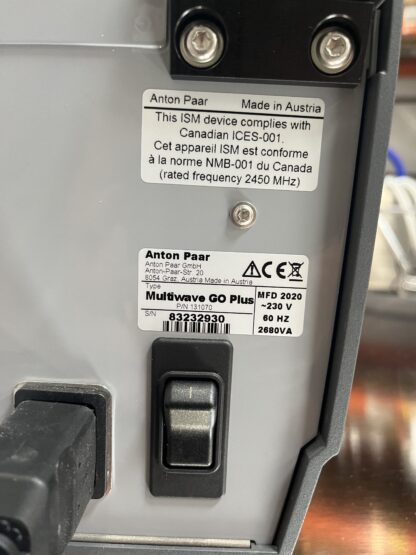 Anton Paar Made in Austria
This ISM device complies with
Canadian ICES-001.
Cet appareil ISM est conforme
à la norme NMB-001 du Canada
(rated frequency 2450 MHz)
Anton Paar
Anton Paar GmbH
Anton-Paar-Str. 20
8054 Graz, Austria Made in Austria
CE
Type
Multiwave GO Plus
P/N 131070
S/N 83232930
MFD 2020
~230 V
60 HZ
2680VA